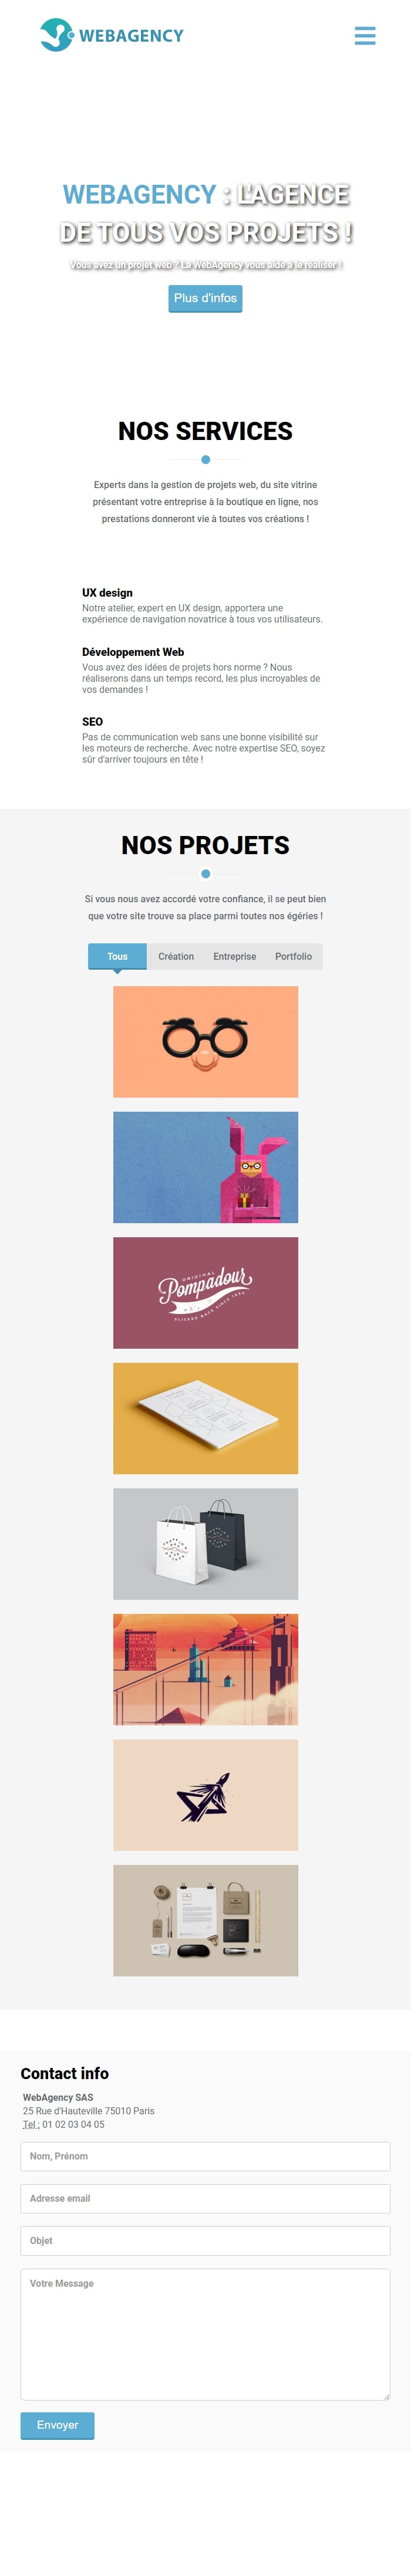 WEBAGENCY
WEBAGENCY : L'AGENCE
DE TOUS VOS PROJETS !
Vous avez un projet web ? La WebAgency vous aide à le réaliser !
Plus d'infos
NOS SERVICES
Experts dans la gestion de projets web, du site vitrine
présentant votre entreprise à la boutique en ligne, nos
prestations donneront vie à toutes vos créations !
UX design
Notre atelier, expert en UX design, apportera une
expérience de navigation novatrice à tous vos utilisateurs.
Développement Web
Vous avez des idées de projets hors norme ? Nous
réaliserons dans un temps record, les plus incroyables de
vos demandes !
SEO
Pas de communication web sans une bonne visibilité sur
les moteurs de recherche. Avec notre expertise SEO, soyez
sûr d'arriver toujours en tête !
NOS PROJETS
Si vous nous avez accordé votre confiance, il se peut bien
que votre site trouve sa place parmi toutes nos égéries !
Tous Création Entreprise Portfolio
ORIGINAL
Pompadour
SLICKED BACK SINCE
Contact info
WebAgency SAS
25 Rue d'Hauteville 75010 Paris
Tel : 01 02 03 04 05
Nom, Prénom
Adresse email
Objet
Votre Message
Envoyer